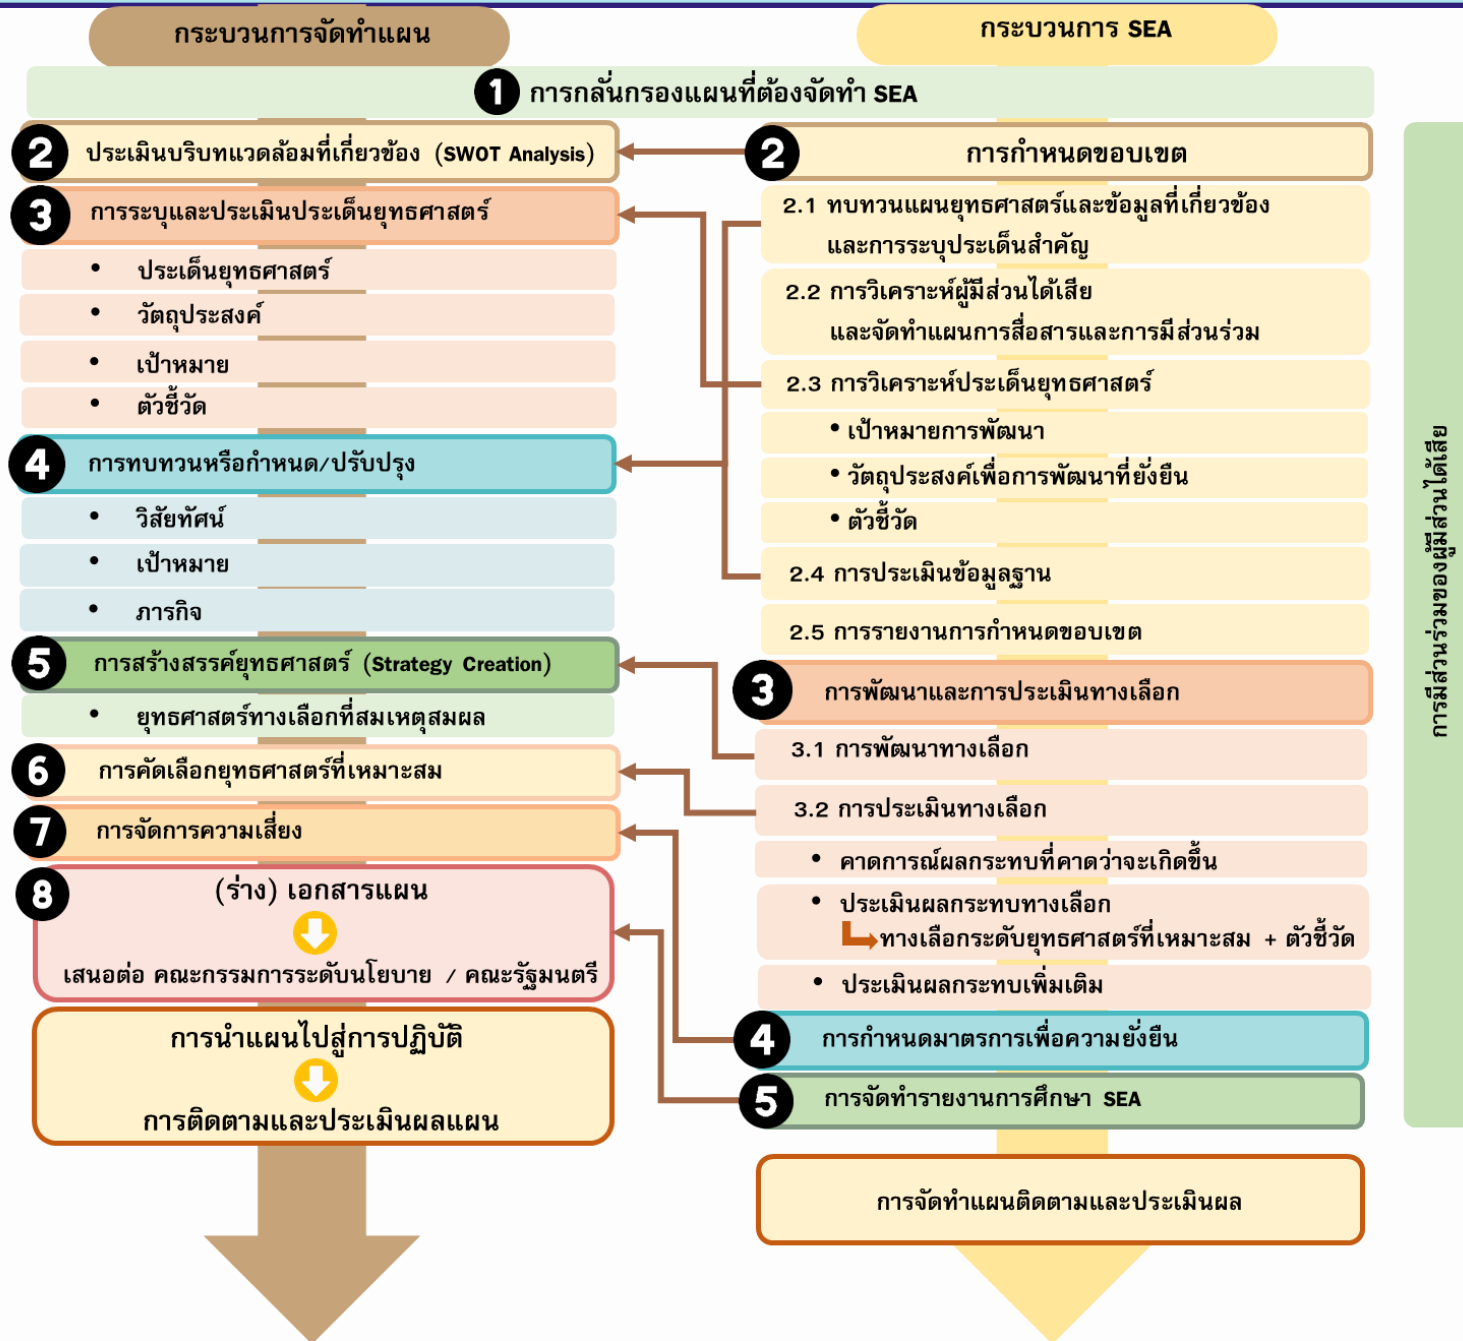 กระบวนการจัดทำแผน
กระบวนการ SEA
1 การกลั่นกรองแผนที่ต้องจัดทำ SEA
2 ประเมินบริบทแวดล้อมที่เกี่ยวข้อง (SWOT Analysis)
3 การระบุและประเมินประเด็นยุทธศาสตร์
• ประเด็นยุทธศาสตร์
• วัตถุประสงค์
• เป้าหมาย
• ตัวชี้วัด
4 การทบทวนหรือกำหนด/ปรับปรุง
• วิสัยทัศน์
• เป้าหมาย
• ภารกิจ
5 การสร้างสรรค์ยุทธศาสตร์ (Strategy Creation)
• ยุทธศาสตร์ทางเลือกที่สมเหตุสมผล
6 การคัดเลือกยุทธศาสตร์ที่เหมาะสม
7 การจัดการความเสี่ยง
8 (ร่าง) เอกสารแผน
เสนอต่อ คณะกรรมการระดับนโยบาย / คณะรัฐมนตรี
การนำแผนไปสู่การปฏิบัติ
การติดตามและประเมินผลแผน
2 การกำหนดขอบเขต
2.1 ทบทวนแผนยุทธศาสตร์และข้อมูลที่เกี่ยวข้อง
และการระบุประเด็นสำคัญ
2.2 การวิเคราะห์ผู้มีส่วนได้เสีย
และจัดทำแผนการสื่อสารและการมีส่วนร่วม
2.3 การวิเคราะห์ประเด็นยุทธศาสตร์
• เป้าหมายการพัฒนา
• วัตถุประสงค์เพื่อการพัฒนาที่ยั่งยืน
• ตัวชี้วัด
2.4 การประเมินข้อมูลฐาน
2.5 การรายงานการกำหนดขอบเขต
3 การพัฒนาและการประเมินทางเลือก
3.1 การพัฒนาทางเลือก
3.2 การประเมินทางเลือก
• คาดการณ์ผลกระทบที่คาดว่าจะเกิดขึ้น
• ประเมินผลกระทบทางเลือก
ทางเลือกระดับยุทธศาสตร์ที่เหมาะสม + ตัวชี้วัด
• ประเมินผลกระทบเพิ่มเติม
4 การกำหนดมาตรการเพื่อความยั่งยืน
5 การจัดทำรายงานการศึกษา SEA
การจัดทำแผนติดตามและประเมินผล
การมีส่วนร่วมของผู้มีส่วนได้เสีย